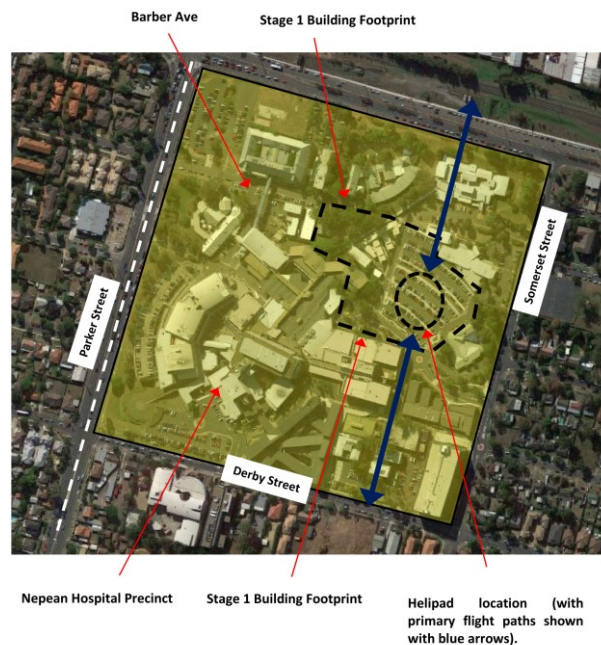 Barber Ave
Stage 1 Building Footprint
Parker Street
Somerset Street
Derby Street
Nepean Hospital Precinct
Stage 1 Building Footprint
Helipad location (with
primary flight paths shown
with blue arrows).